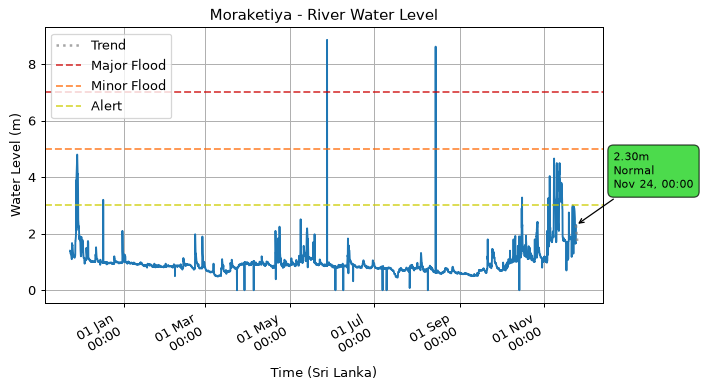 Moraketiya - River Water Level
Trend
Major Flood
Minor Flood
Alert
Water Level (m)
8
6
4
2
0
2.30m
Normal
Nov 24, 00:00
01 Jan
00:00
01 Mar
00:00
01 May
00:00
01 Jul
00:00
01 Sep
00:00
01 Nov
00:00
Time (Sri Lanka)